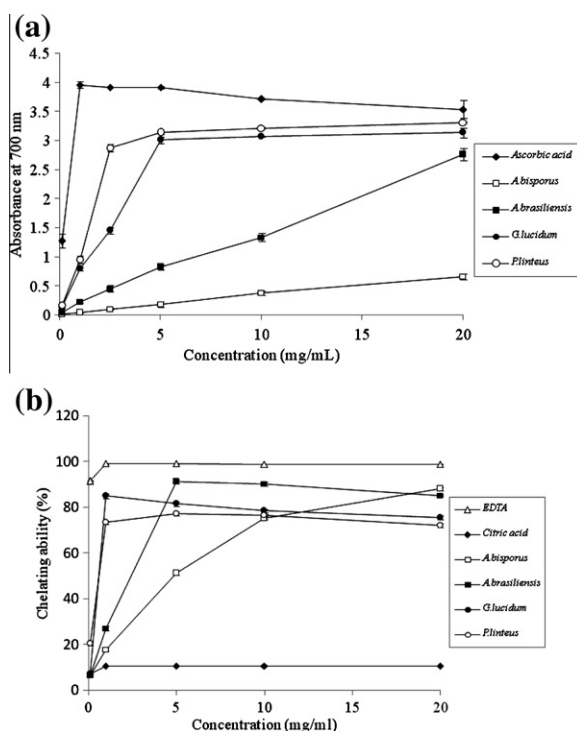 (a)
Absorbance at 700 nm
4.5
4
3.5
3
2.5
2
1.5
1
0.5
0
0
5
10
15
20
Concentration (mg/mL)
Ascorbic acid
A.bisporus
A.brasiliensis
G.lucidum
P.linteus
(b)
Chelating ability (%)
120
100
80
60
40
20
0
0
5
10
15
20
Concentration (mg/ml)
EDTA
Citric acid
A.bisporus
A.brasiliensis
G.lucidum
P.linteus